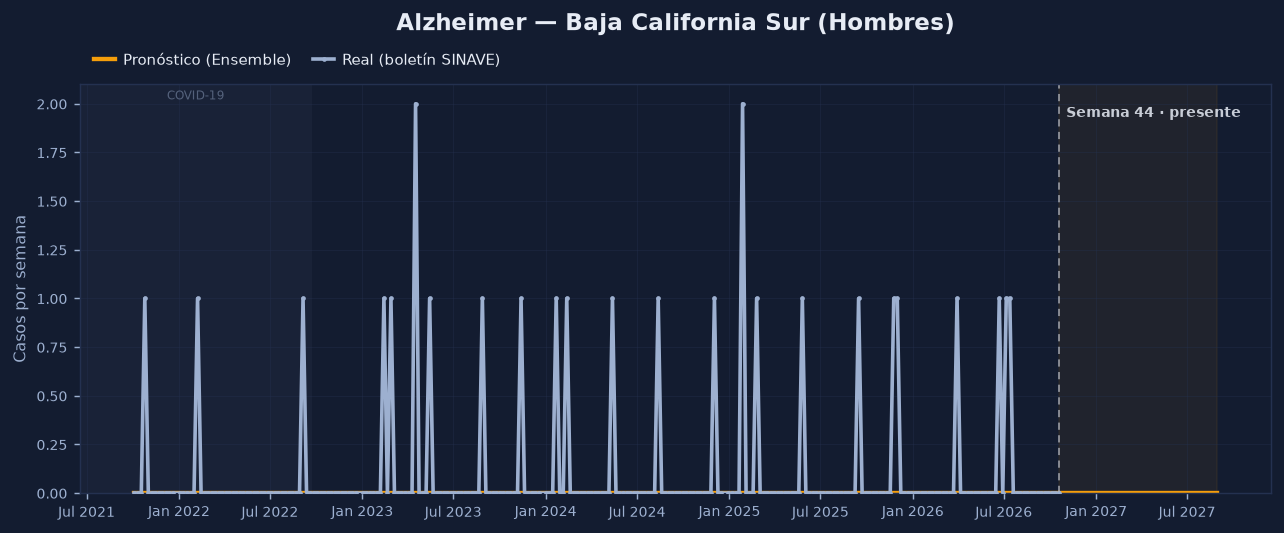 Alzheimer — Baja California Sur (Hombres)
Pronóstico (Ensemble) Real (boletín SINAVE)
COVID-19
Semana 44 · presente
Casos por semana
2.00
1.75
1.50
1.25
1.00
0.75
0.50
0.25
0.00
Jul 2021 Jan 2022 Jul 2022 Jan 2023 Jul 2023 Jan 2024 Jul 2024 Jan 2025 Jul 2025 Jan 2026 Jul 2026 Jan 2027 Jul 2027